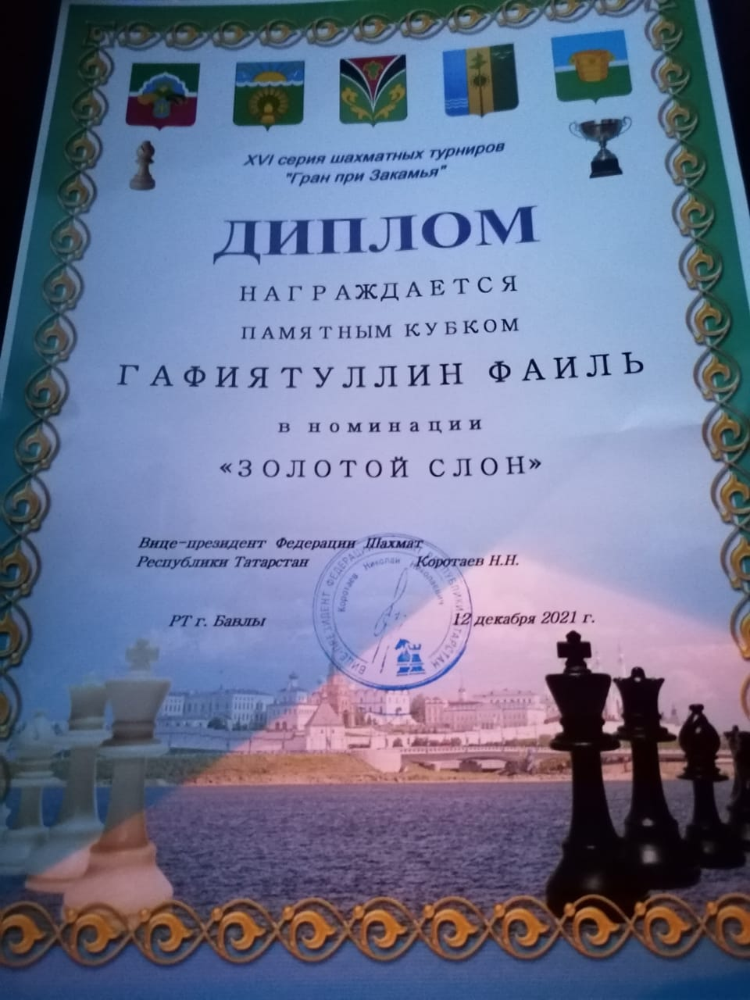 XVI серия шахматных турниров
"Гран при Закамья"
ДИПЛОМ
НАГРАЖДАЕТСЯ
ПАМЯТНЫМ КУБКОМ
ГАФИЯТУЛЛИН ФАИЛЬ
в номинации
«ЗОЛОТОЙ СЛОН»
Вице-президент Федерации Шахмат
Республики Татарстан Коротаев Н.Н.
РТ г. Бавлы 12 декабря 2021 г.
ВИЦЕ-ПРЕЗИДЕНТ ФЕДЕРАЦИИ ШАХМАТ РЕСПУБЛИКИ ТАТАРСТАН
Коротаев Николай Николаевич